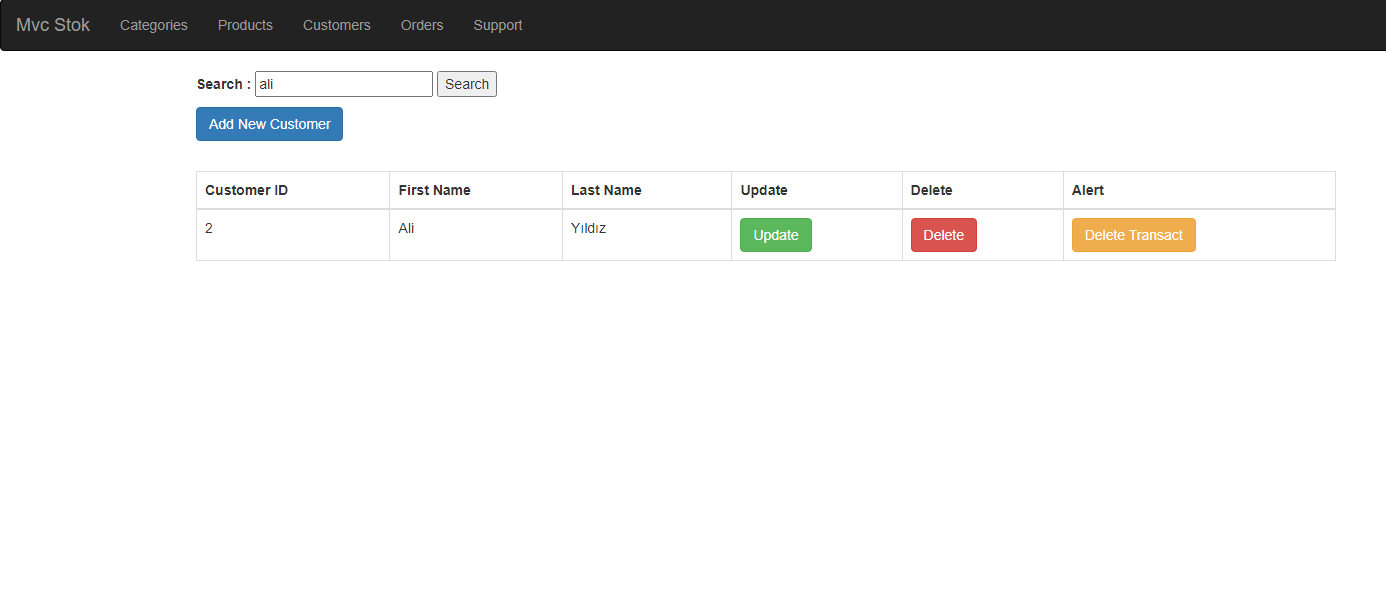 Mvc Stok Categories Products Customers Orders Support
Search : ali Search
Add New Customer
Customer ID First Name Last Name Update Delete Alert
2 Ali Yıldız Update Delete Delete Transact